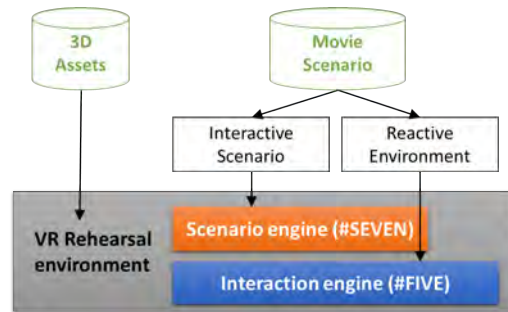 3D
Assets
Movie
Scenario
Interactive
Scenario
Reactive
Environment
VR Rehearsal
environment
Scenario engine (#SEVEN)
Interaction engine (#FIVE)